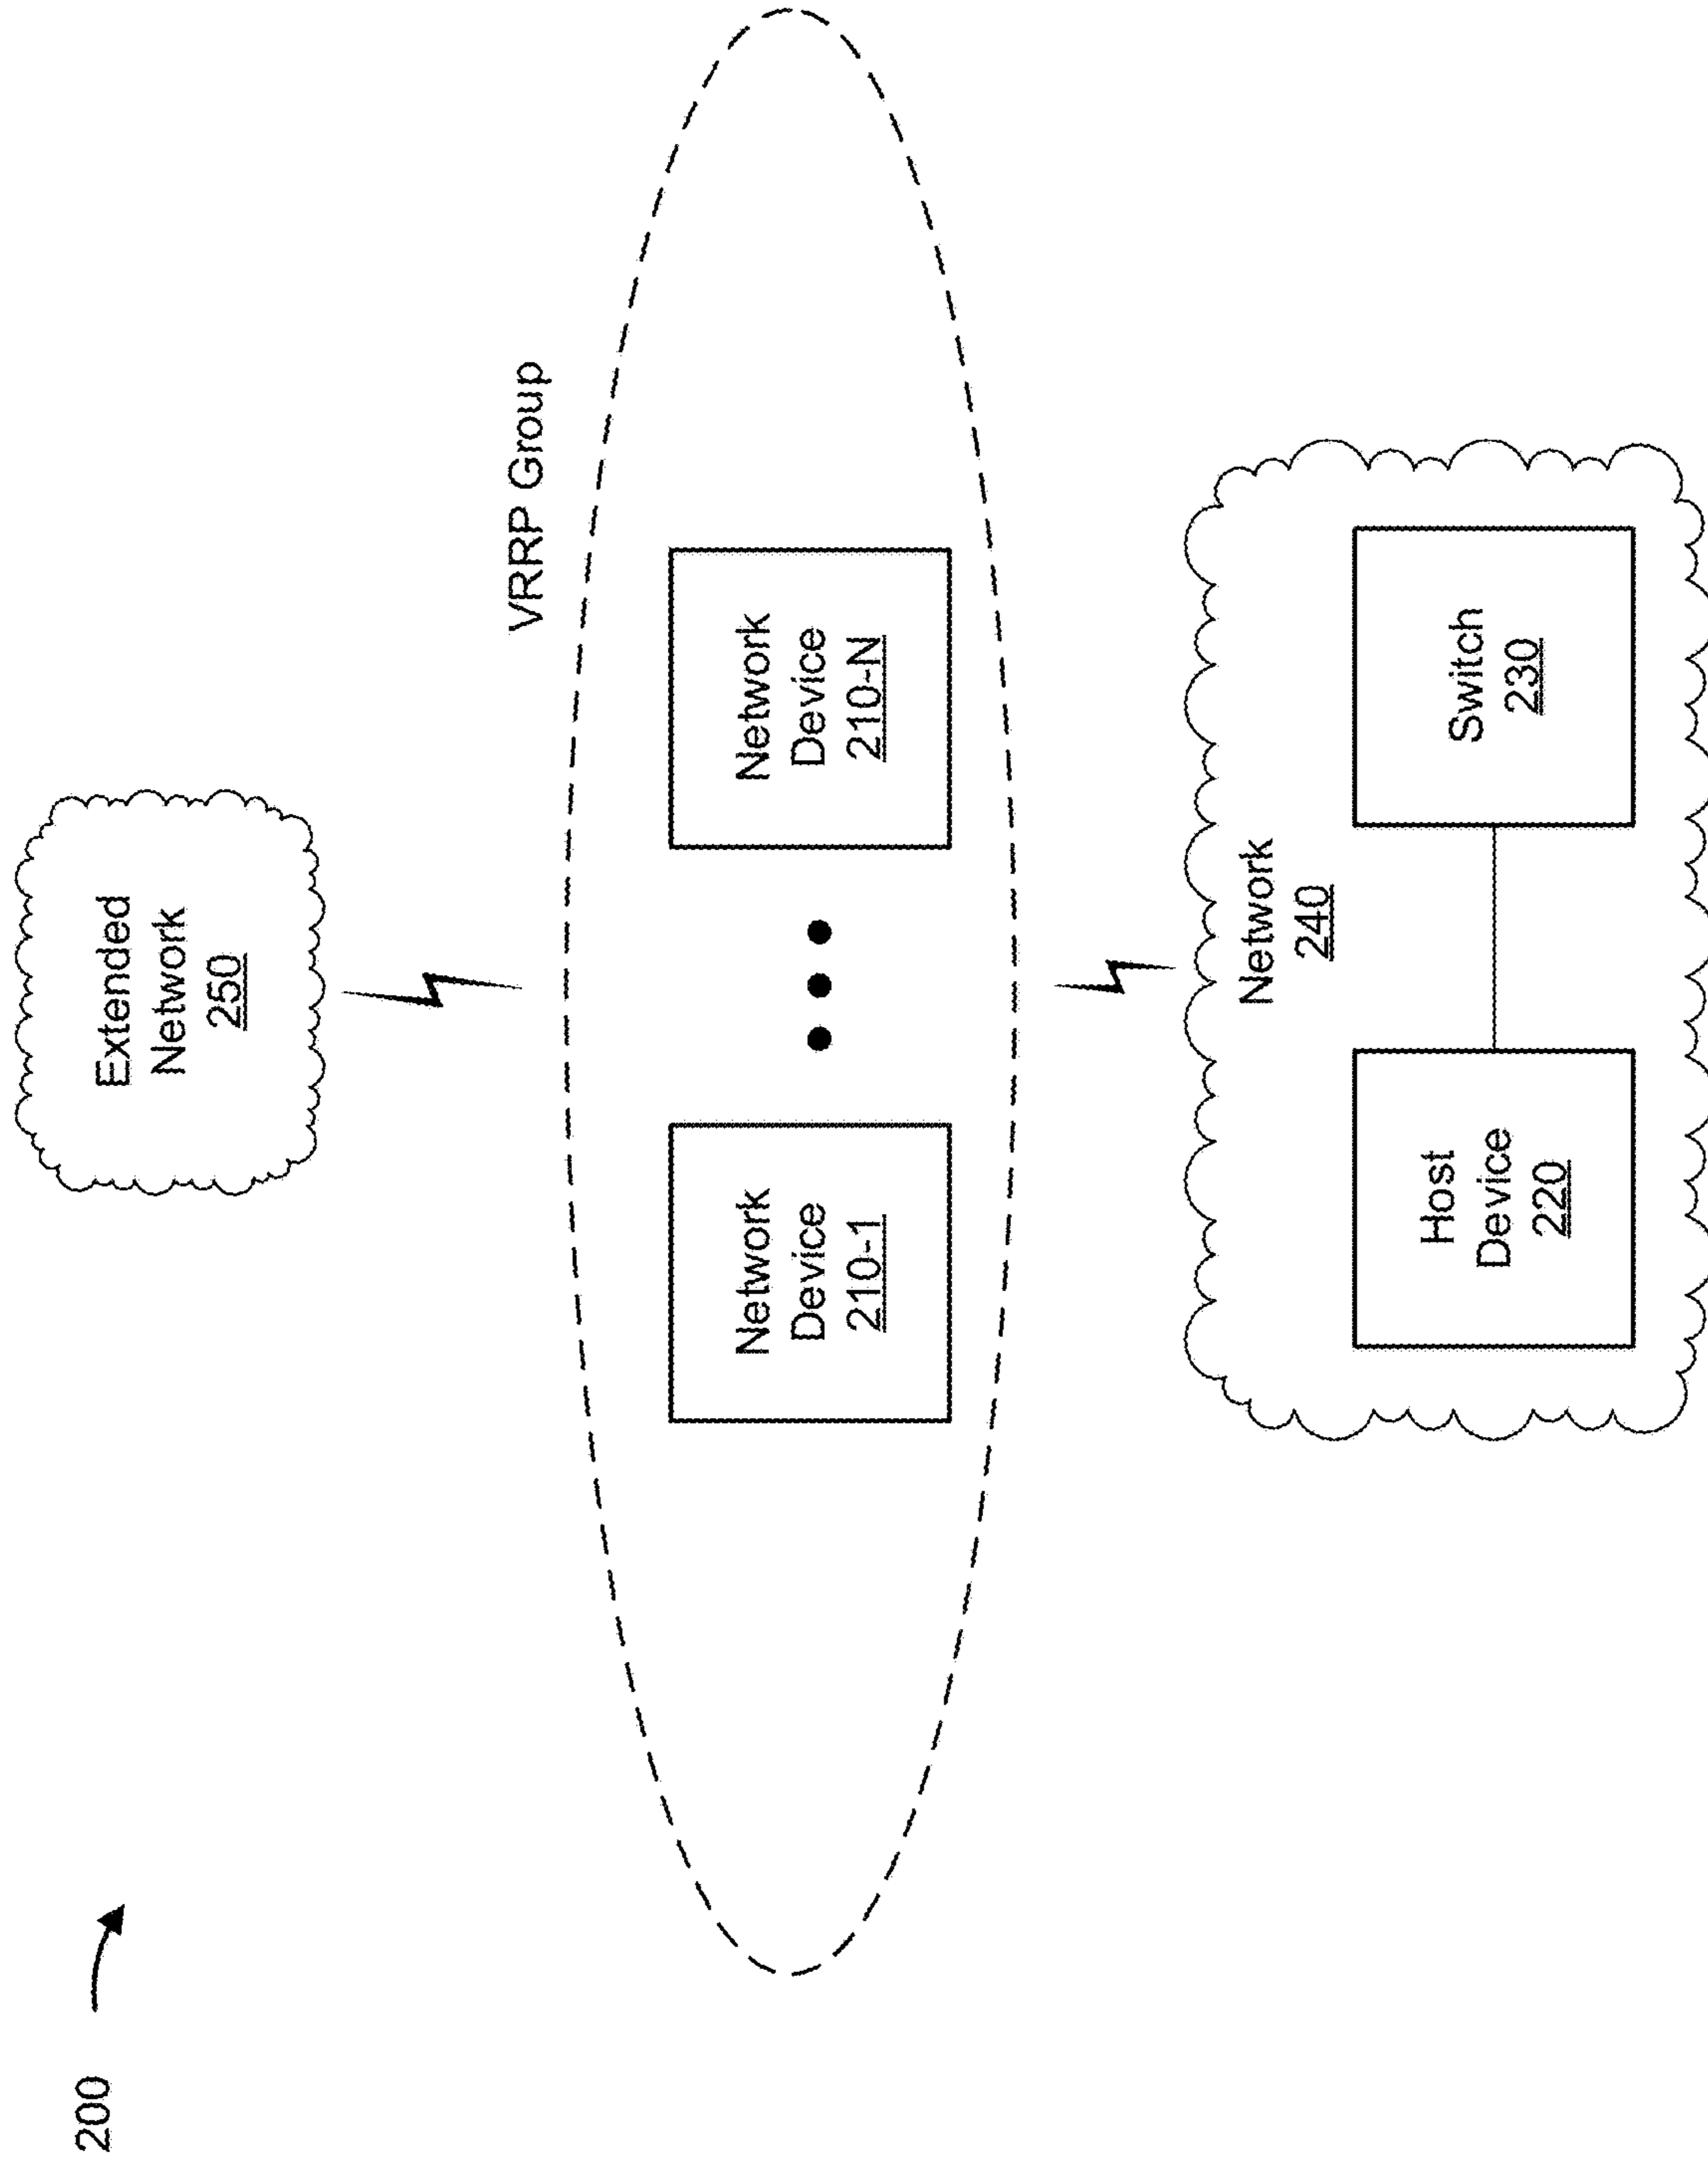 200
Extended
Network
250
VRRP Group
Network
Device
210-1
Network
Device
210-N
Network
240
Host
Device
220
Switch
230